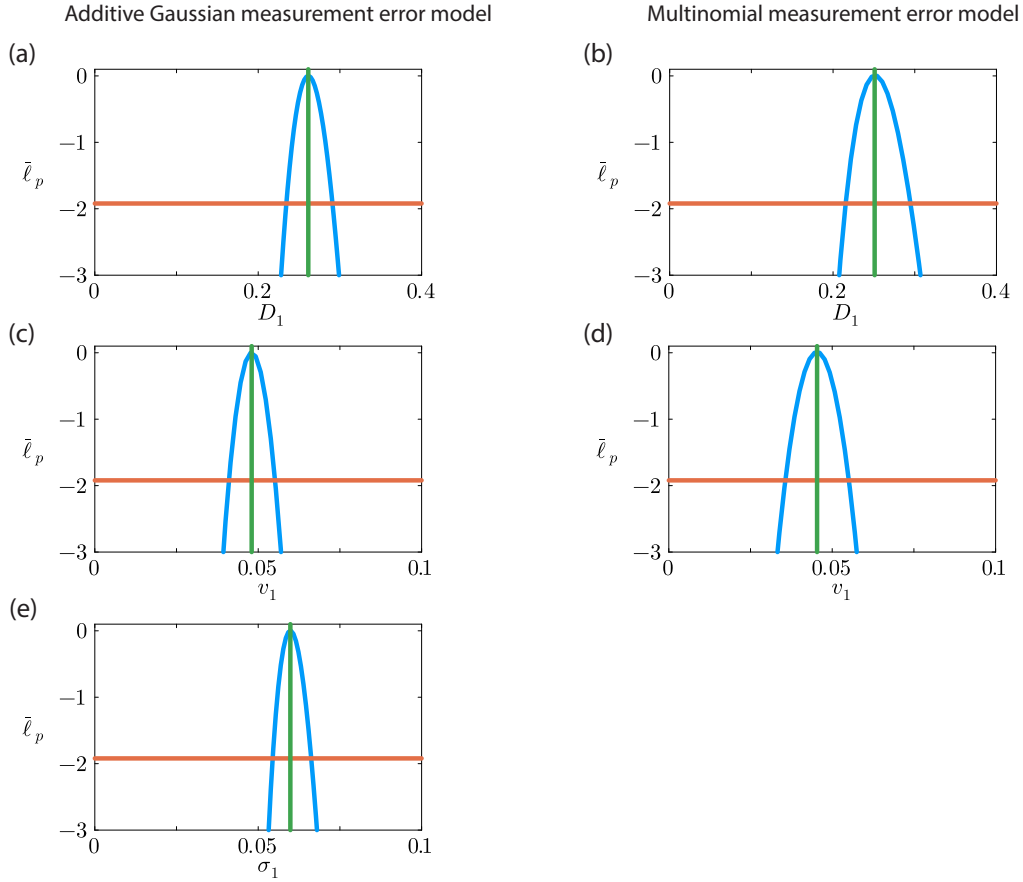 Additive Gaussian measurement error model
Multinomial measurement error model
(a)
0
−1
−2
−3
ℓ̄ₚ
0
0.2
0.4
D₁
(b)
0
−1
−2
−3
ℓ̄ₚ
0
0.2
0.4
D₁
(c)
0
−1
−2
−3
ℓ̄ₚ
0
0.05
0.1
v₁
(d)
0
−1
−2
−3
ℓ̄ₚ
0
0.05
0.1
v₁
(e)
0
−1
−2
−3
ℓ̄ₚ
0
0.05
0.1
σ₁